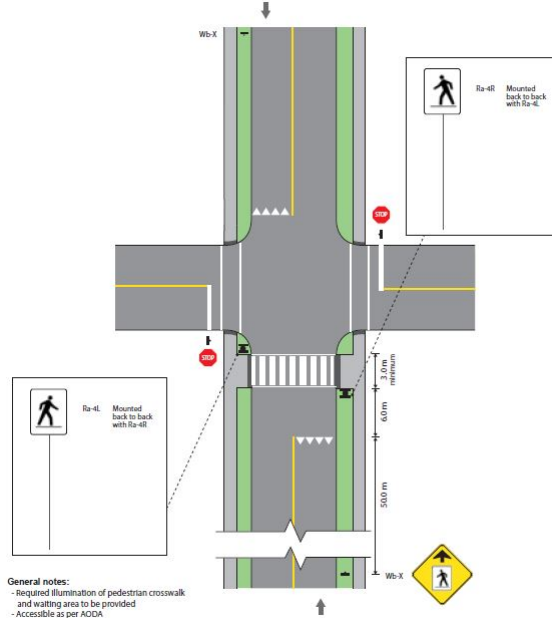 Wb-X
Ra-4R Mounted
back to back
with Ra-4L
STOP
STOP
3.0 m
minimum
6.0 m
Ra-4L Mounted
back to back
with Ra-4R
50.0 m
Wb-X
General notes:
- Required illumination of pedestrian crosswalk
and waiting area to be provided
- Accessible as per AODA